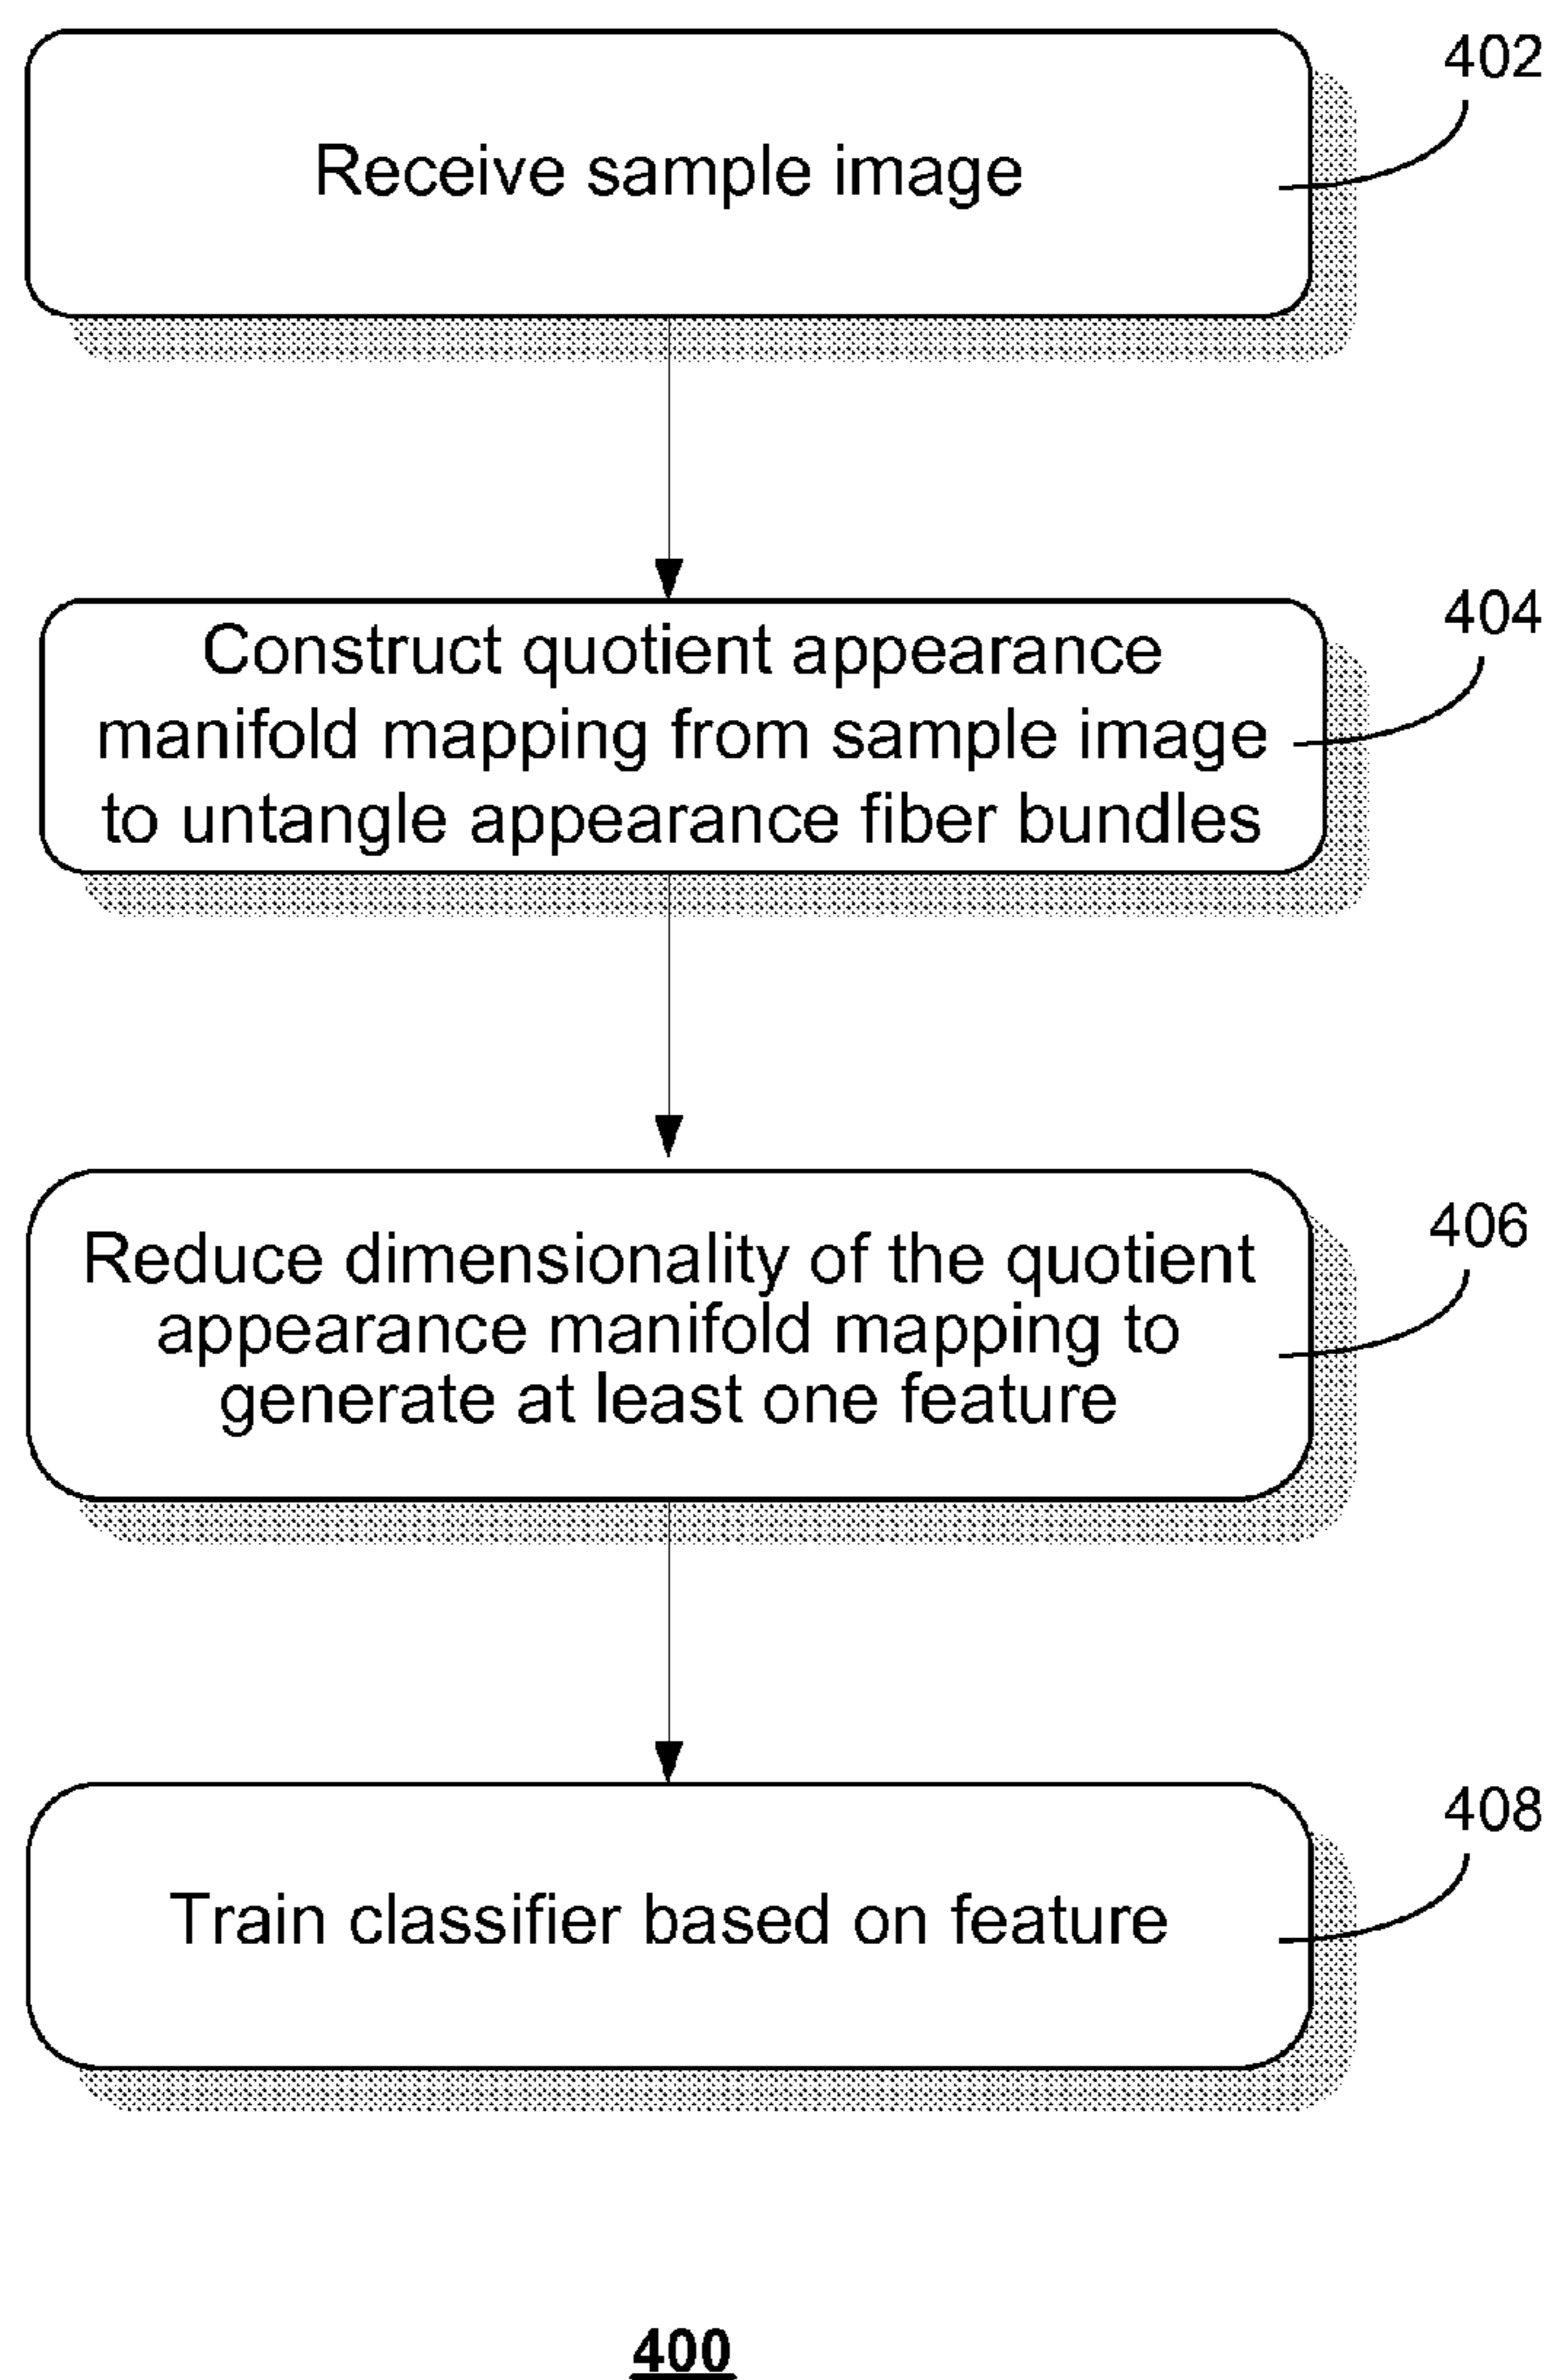 402
Receive sample image
404
Construct quotient appearance
manifold mapping from sample image
to untangle appearance fiber bundles
406
Reduce dimensionality of the quotient
appearance manifold mapping to
generate at least one feature
408
Train classifier based on feature
400